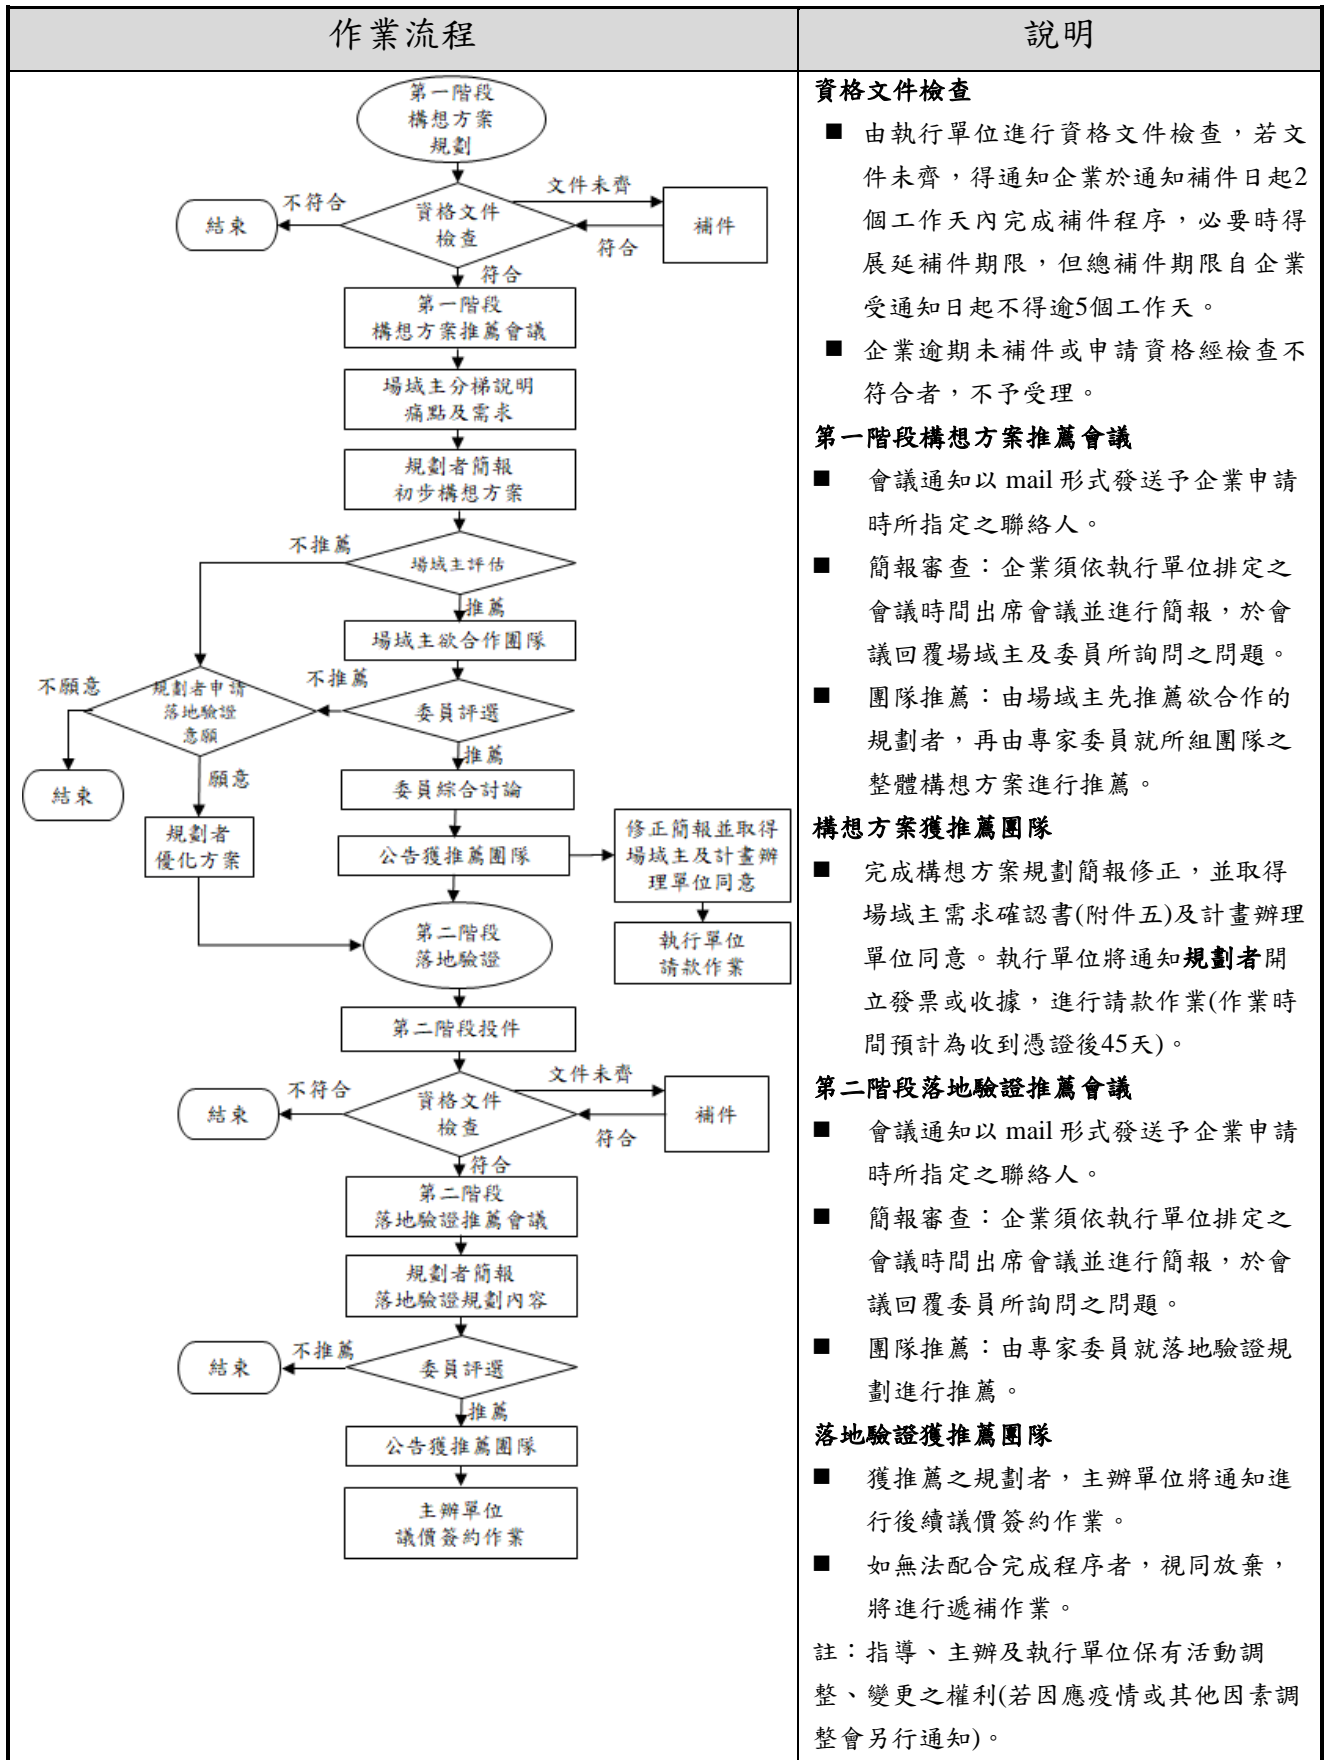 作業流程
說明
第一階段
構想方案
規劃
不符合
文件未齊
資格文件
檢查
結束
補件
符合
符合
第一階段
構想方案推薦會議
場域主分梯說明
痛點及需求
規劃者簡報
初步構想方案
不推薦
場域主評估
推薦
場域主欲合作團隊
不願意
規劃者申請
落地驗證
意願
不推薦
委員評選
推薦
結束
願意
委員綜合討論
規劃者
優化方案
公告獲推薦團隊
修正簡報並取得
場域主及計畫辦
理單位同意
第二階段
落地驗證
執行單位
請款作業
第二階段投件
不符合
文件未齊
資格文件
檢查
結束
補件
符合
符合
第二階段
落地驗證推薦會議
規劃者簡報
落地驗證規劃內容
不推薦
結束
委員評選
推薦
公告獲推薦團隊
主辦單位
議價簽約作業
資格文件檢查
■ 由執行單位進行資格文件檢查，若文
件未齊，得通知企業於通知補件日起2
個工作天內完成補件程序，必要時得
展延補件期限，但總補件期限自企業
受通知日起不得逾5個工作天。
■ 企業逾期未補件或申請資格經檢查不
符合者，不予受理。
第一階段構想方案推薦會議
■ 會議通知以 mail 形式發送予企業申請
時所指定之聯絡人。
■ 簡報審查：企業須依執行單位排定之
會議時間出席會議並進行簡報，於會
議回覆場域主及委員所詢問之問題。
■ 團隊推薦：由場域主先推薦欲合作的
規劃者，再由專家委員就所組團隊之
整體構想方案進行推薦。
構想方案獲推薦團隊
■ 完成構想方案規劃簡報修正，並取得
場域主需求確認書(附件五)及計畫辦理
單位同意。執行單位將通知規劃者開
立發票或收據，進行請款作業(作業時
間預計為收到憑證後45天)。
第二階段落地驗證推薦會議
■ 會議通知以 mail 形式發送予企業申請
時所指定之聯絡人。
■ 簡報審查：企業須依執行單位排定之
會議時間出席會議並進行簡報，於會
議回覆委員所詢問之問題。
■ 團隊推薦：由專家委員就落地驗證規
劃進行推薦。
落地驗證獲推薦團隊
■ 獲推薦之規劃者，主辦單位將通知進
行後續議價簽約作業。
■ 如無法配合完成程序者，視同放棄，
將進行遞補作業。
註：指導、主辦及執行單位保有活動調
整、變更之權利(若因應疫情或其他因素調
整會另行通知)。